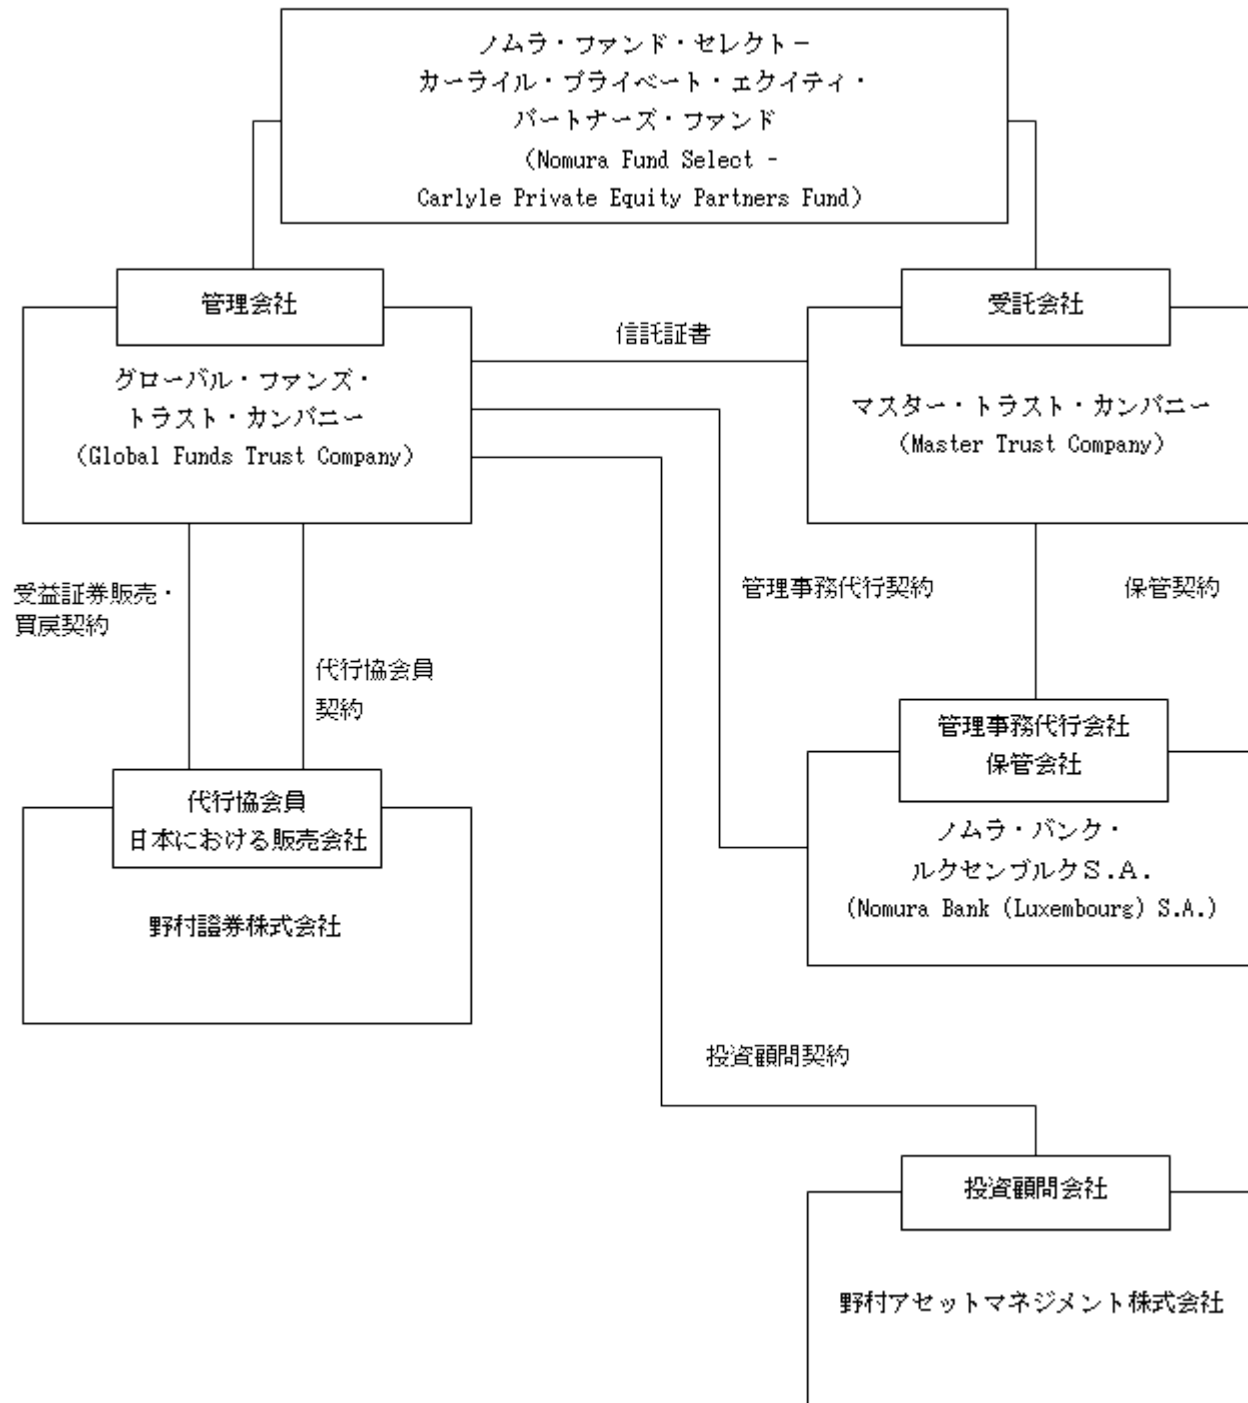 ノムラ・ファンド・セレクト－
カーライル・プライベート・エクイティ・
パートナーズ・ファンド
（Nomura Fund Select -
Carlyle Private Equity Partners Fund）
管理会社
受託会社
信託証書
グローバル・ファンズ・
トラスト・カンパニー
（Global Funds Trust Company）
マスター・トラスト・カンパニー
（Master Trust Company）
受益証券販売・
買戻契約
代行協会員
契約
管理事務代行契約
保管契約
管理事務代行会社
保管会社
代行協会員
日本における販売会社
ノムラ・バンク・
ルクセンブルクＳ.Ａ.
（Nomura Bank (Luxembourg) S.A.）
野村證券株式会社
投資顧問契約
投資顧問会社
野村アセットマネジメント株式会社